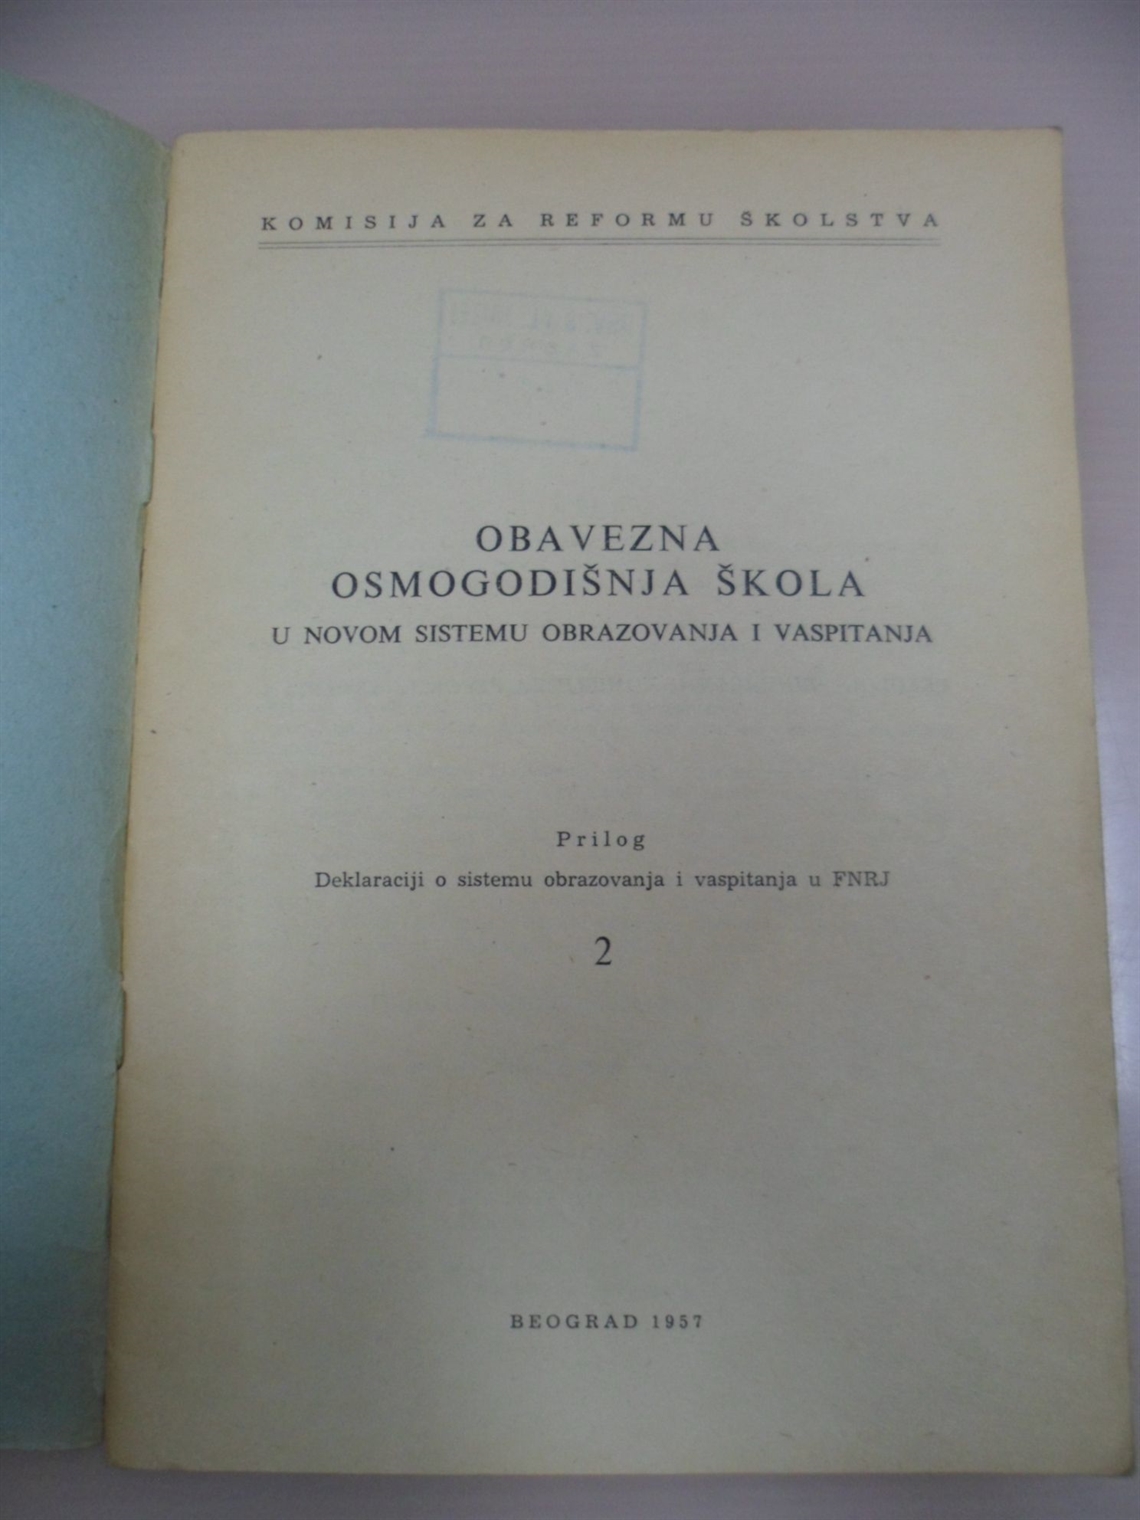 KOMISIJA ZA REFORMU ŠKOLSTVA
OBAVEZNA
OSMOGODIŠNJA ŠKOLA
U NOVOM SISTEMU OBRAZOVANJA I VASPITANJA
Prilog
Deklaraciji o sistemu obrazovanja i vaspitanja u FNRJ
2
BEOGRAD 1957